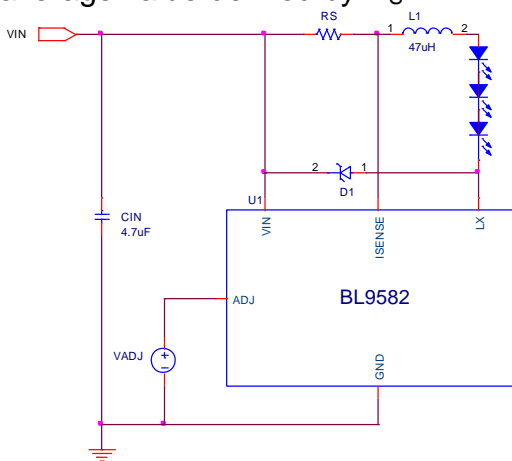 RS
L1
VIN
1
2
47uH
2
1
D1
U1
VIN
ISENSE
LX
CIN
4.7uF
ADJ
BL9582
VADJ
GND